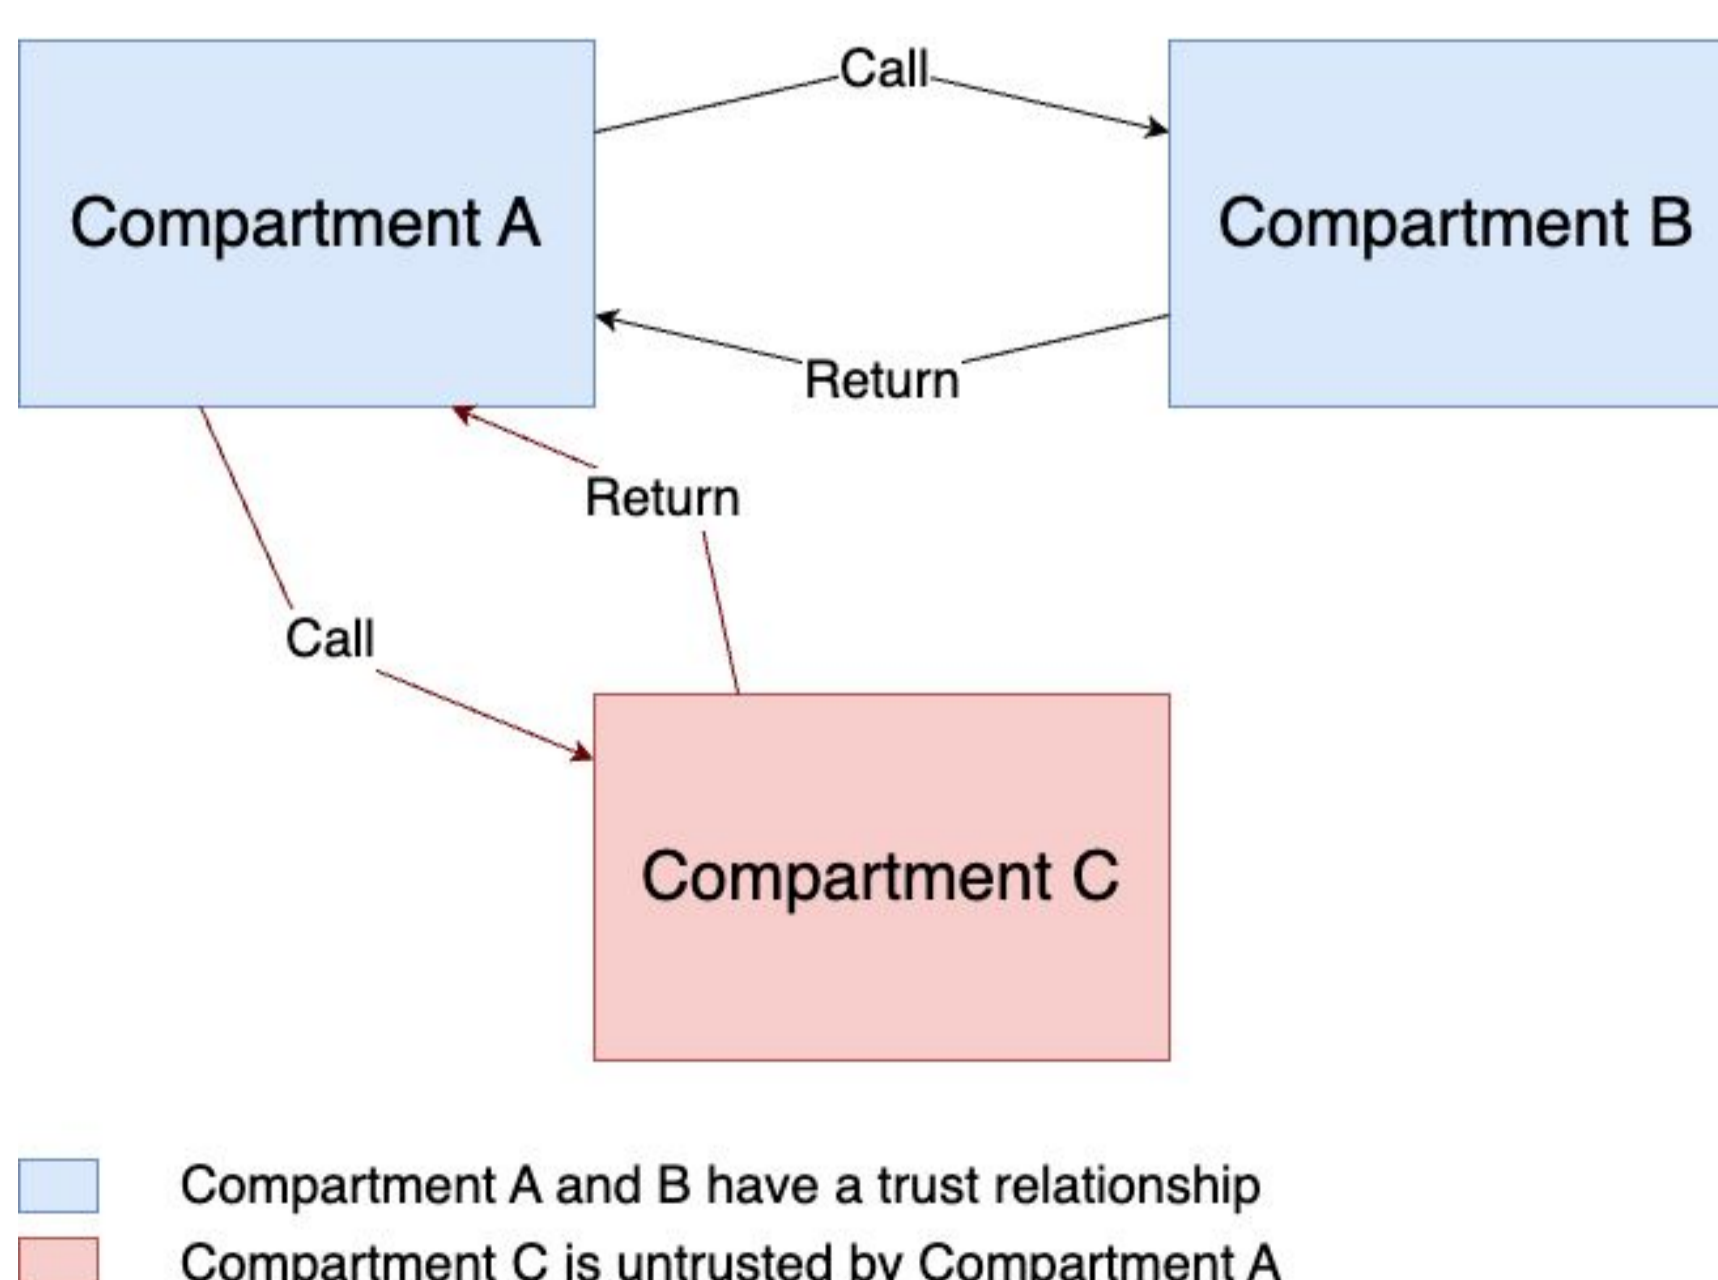 Call
Compartment A
Compartment B
Return
Return
Call
Compartment C
Compartment A and B have a trust relationship
Compartment C is untrusted by Compartment A